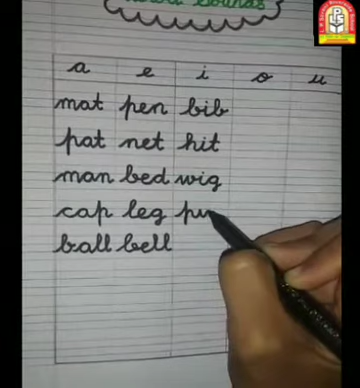 a e i o u
mat pen bib
pat net hit
man bed wig
cap leg
ball bell